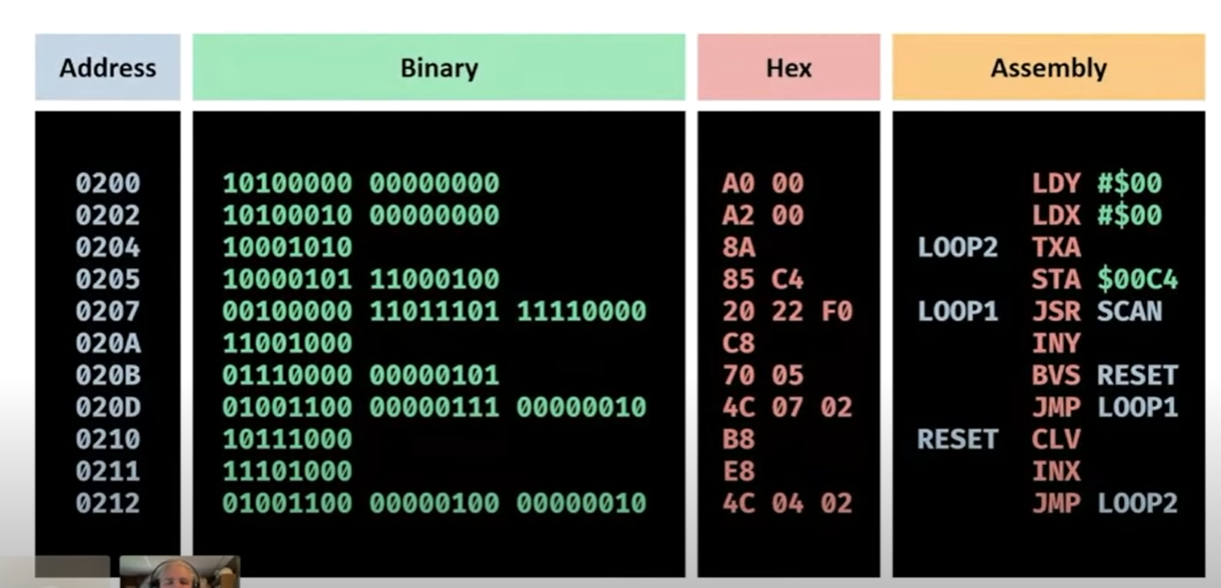 Address Binary Hex Assembly
0200 10100000 00000000 A0 00 LDY #$00
0202 10100010 00000000 A2 00 LDX #$00
0204 10001010 8A LOOP2 TXA
0205 10000101 11000100 85 C4 STA $00C4
0207 00100000 11011101 11110000 20 22 F0 LOOP1 JSR SCAN
020A 11001000 C8 INY
020B 01110000 00000101 70 05 BVS RESET
020D 01001100 00000111 00000010 4C 07 02 JMP LOOP1
0210 10111000 B8 RESET CLV
0211 11101000 E8 INX
0212 01001100 00000100 00000010 4C 04 02 JMP LOOP2